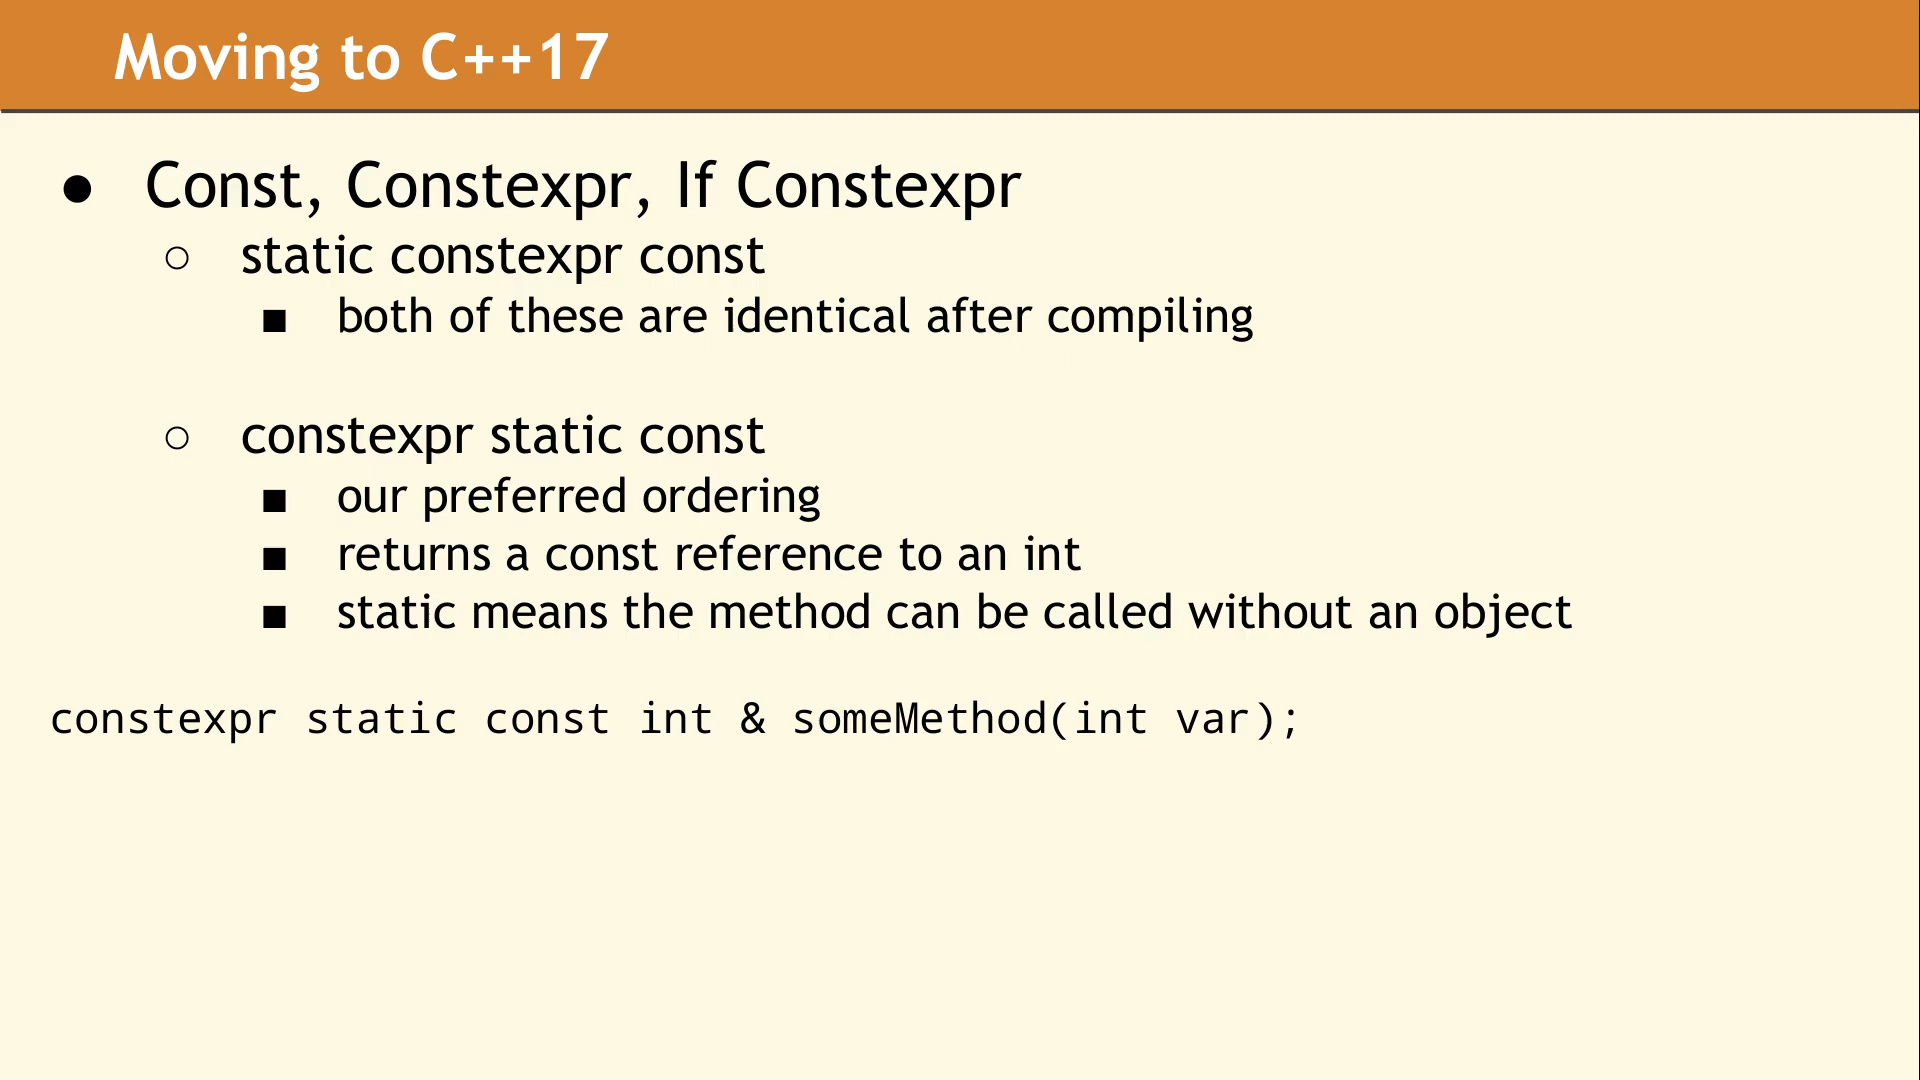 Moving to C++17
● Const, Constexpr, If Constexpr
○ static constexpr const
■ both of these are identical after compiling
○ constexpr static const
■ our preferred ordering
■ returns a const reference to an int
■ static means the method can be called without an object
constexpr static const int & someMethod(int var);